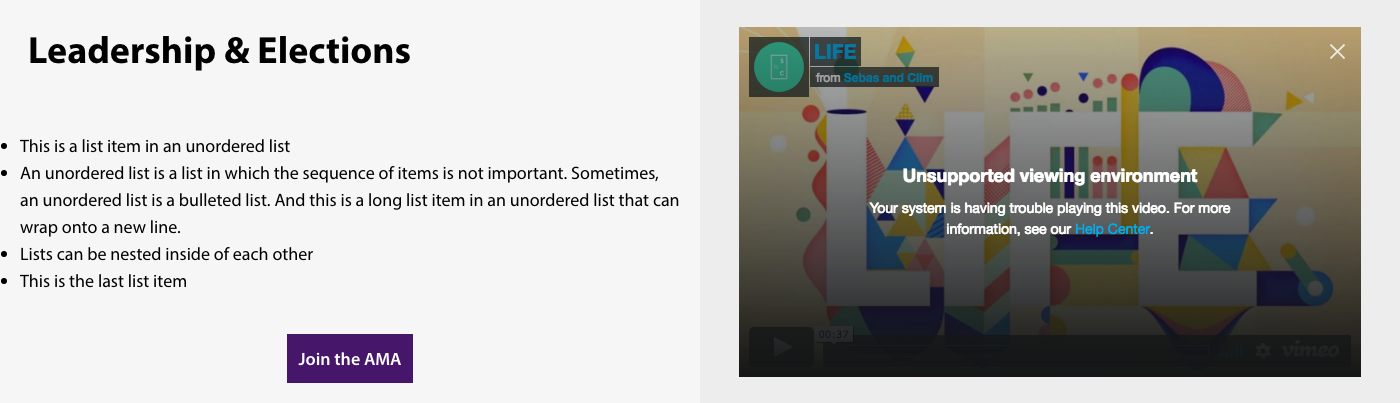 Leadership & Elections
This is a list item in an unordered list
An unordered list is a list in which the sequence of items is not important. Sometimes,
an unordered list is a bulleted list. And this is a long list item in an unordered list that can
wrap onto a new line.
Lists can be nested inside of each other
This is the last list item
Join the AMA
LIFE
from Sebas and Clim
LIFE
Unsupported viewing environment
Your system is having trouble playing this video. For more
information, see our Help Center.
00:37
vimeo